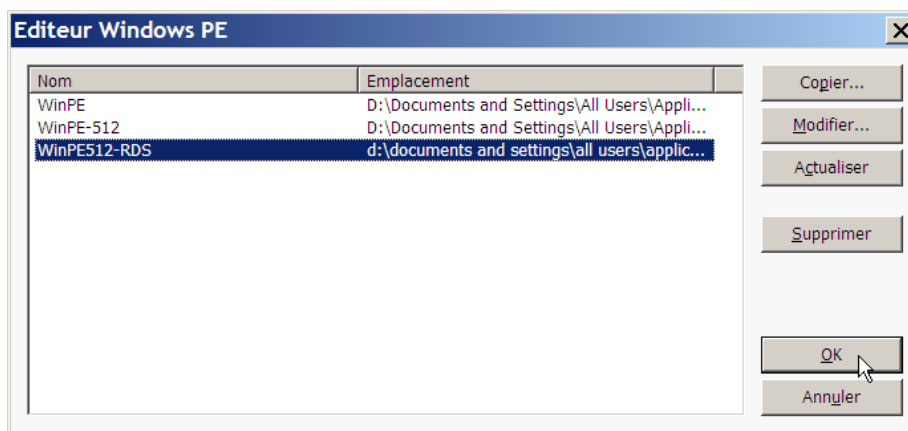 Editeur Windows PE
Nom Emplacement
WinPE D:\Documents and Settings\All Users\Appli...
WinPE-512 D:\Documents and Settings\All Users\Appli...
WinPE512-RDS d:\documents and settings\all users\applic...
Copier...
Modifier...
Actualiser
Supprimer
OK
Annuler